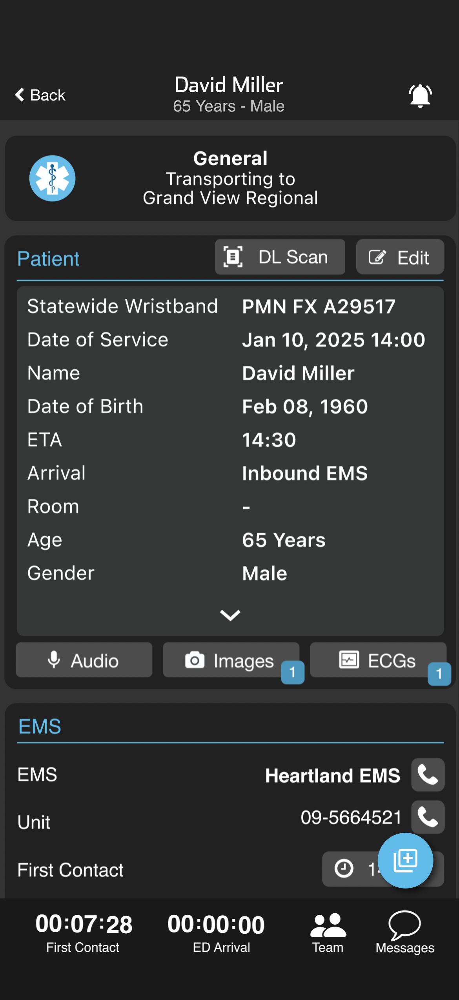 David Miller
Back
65 Years - Male
General
Transporting to
Grand View Regional
Patient
DL Scan
Edit
Statewide Wristband PMN FX A29517
Date of Service Jan 10, 2025 14:00
Name David Miller
Date of Birth Feb 08, 1960
ETA 14:30
Arrival Inbound EMS
Room -
Age 65 Years
Gender Male
Audio
Images 1
ECGs 1
EMS
EMS Heartland EMS
Unit 09-5664521
First Contact
00:07:28 00:00:00
First Contact ED Arrival Team Messages